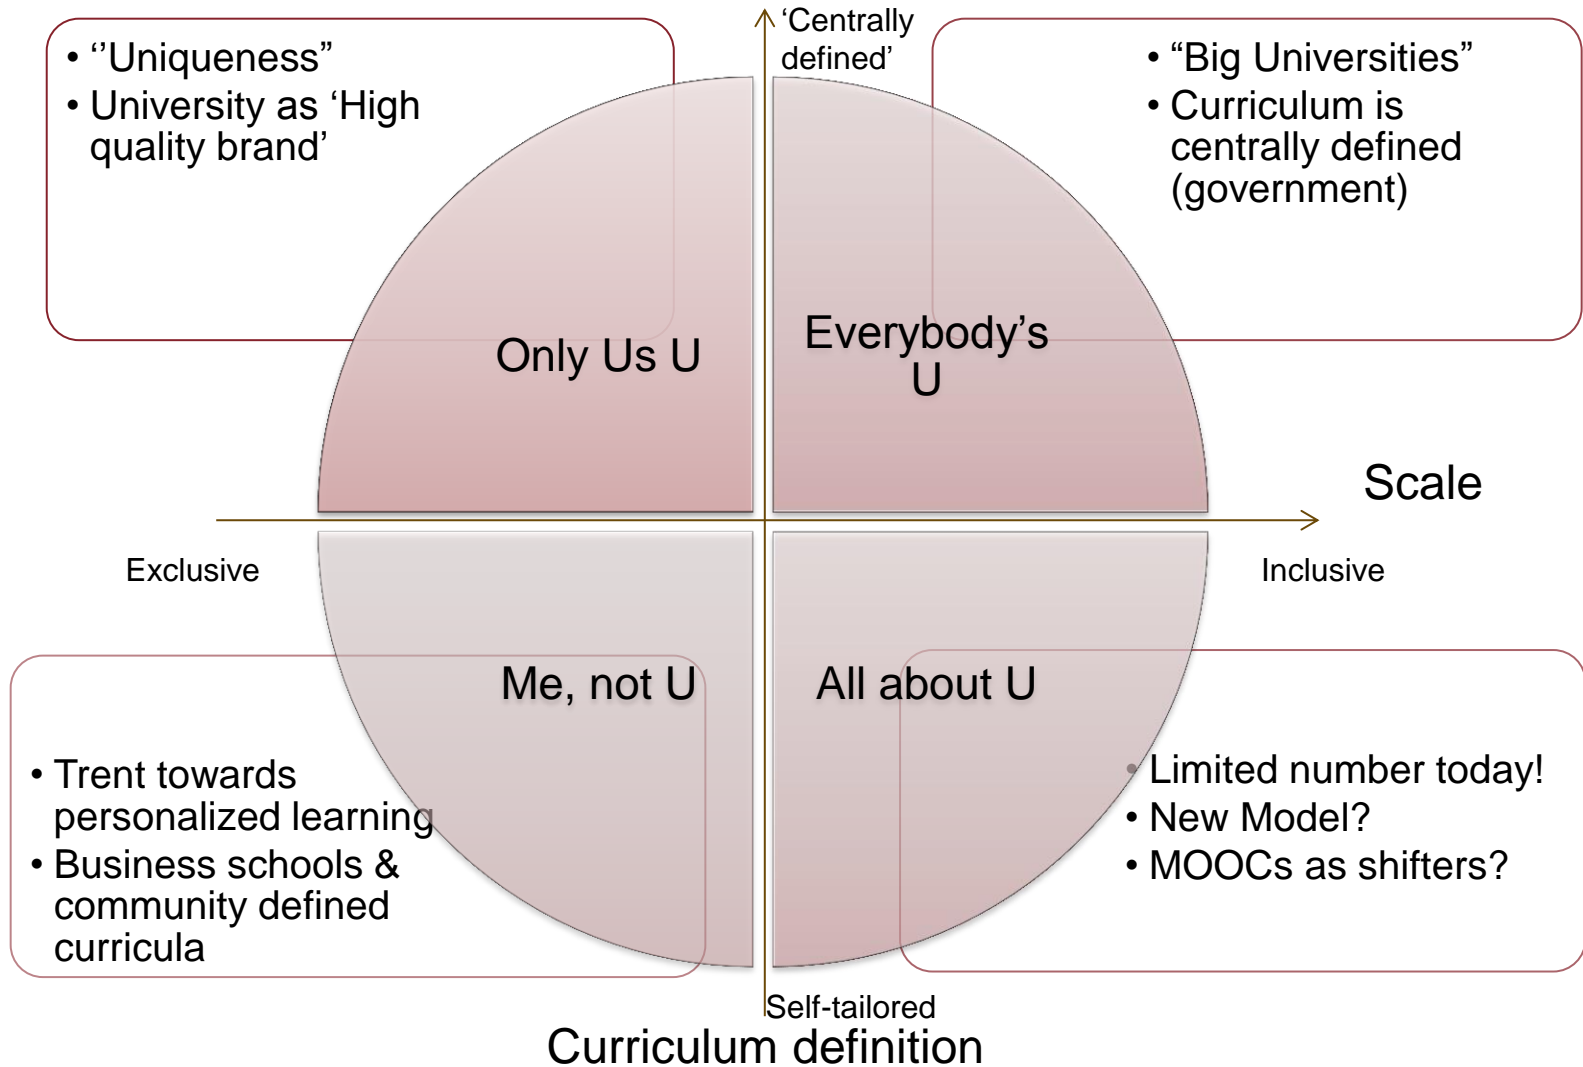 • ‘’Uniqueness”
• University as ‘High
quality brand’
‘Centrally
defined’
• “Big Universities”
• Curriculum is
centrally defined
(government)
Only Us U
Everybody’s
U
Scale
Exclusive
Inclusive
Me, not U
All about U
• Trent towards
personalized learning
• Business schools &
community defined
curricula
• Limited number today!
• New Model?
• MOOCs as shifters?
Self-tailored
Curriculum definition